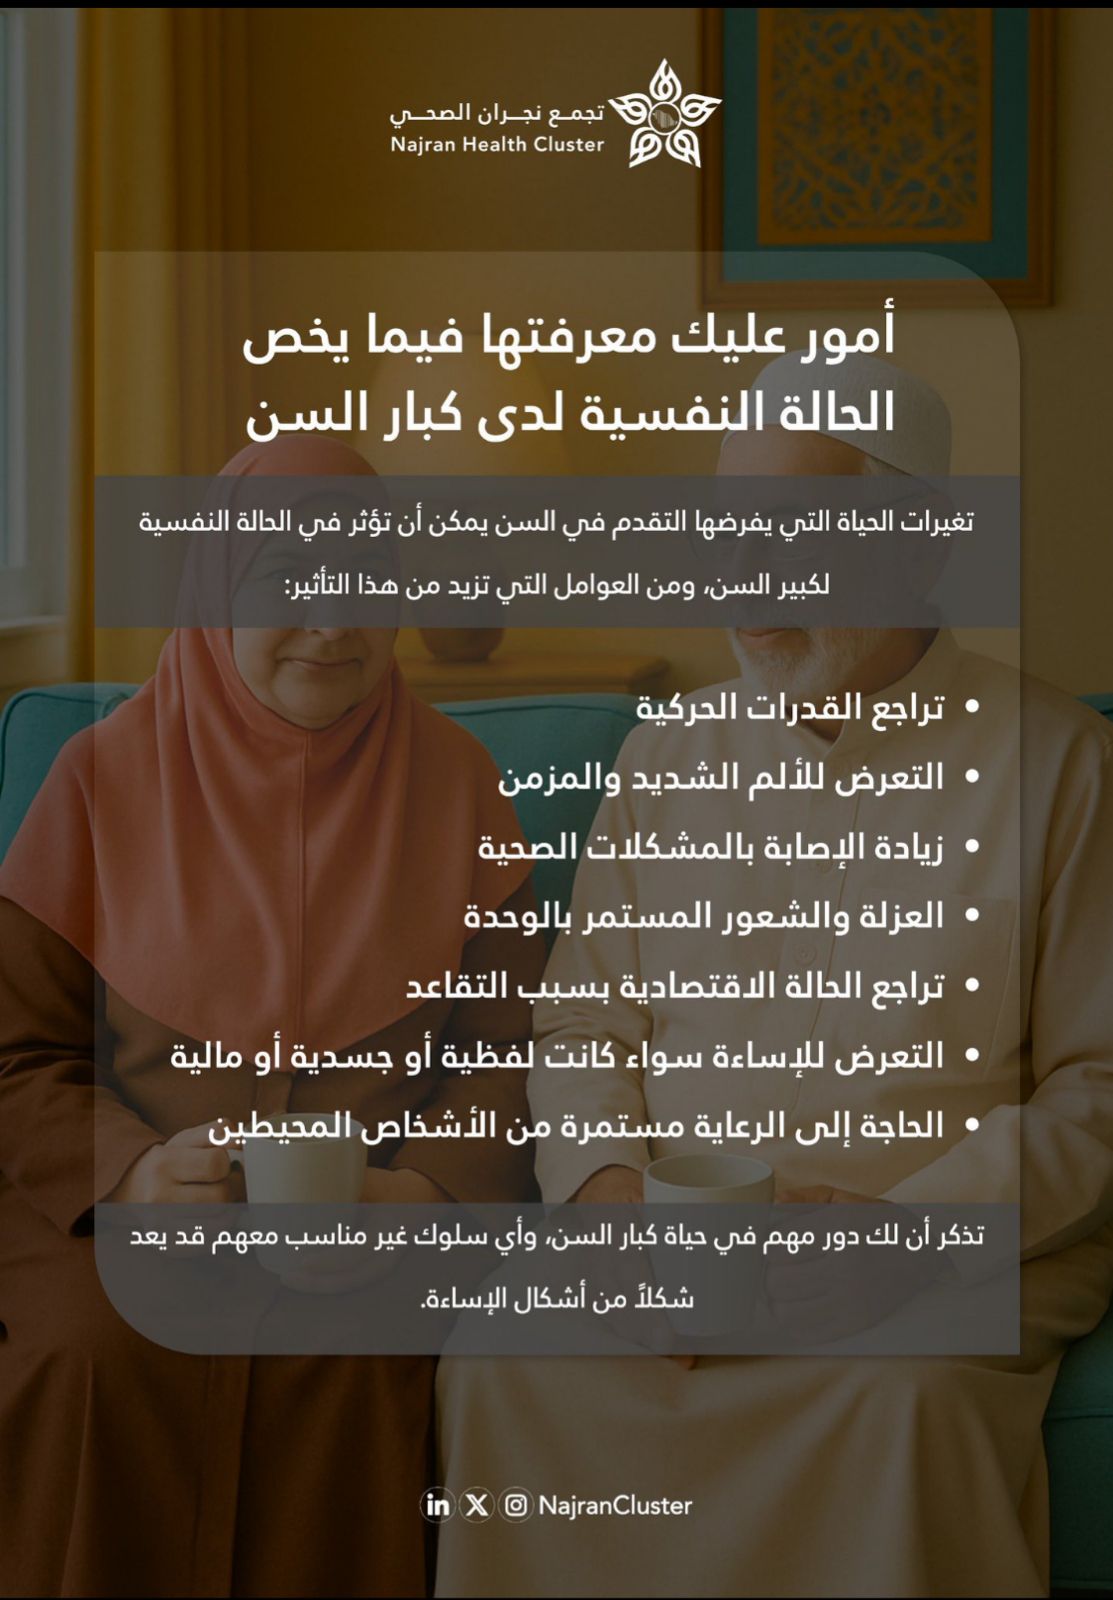 تجمع نجران الصحي
Najran Health Cluster
أمور عليك معرفتها فيما يخص
الحالة النفسية لدى كبار السن
تغيرات الحياة التي يفرضها التقدم في السن يمكن أن تؤثر في الحالة النفسية
لكبير السن، ومن العوامل التي تزيد من هذا التأثير:
• تراجع القدرات الحركية
• التعرض للألم الشديد والمزمن
• زيادة الإصابة بالمشكلات الصحية
• العزلة والشعور المستمر بالوحدة
• تراجع الحالة الاقتصادية بسبب التقاعد
• التعرض للإساءة سواء كانت لفظية أو جسدية أو مالية
• الحاجة إلى الرعاية مستمرة من الأشخاص المحيطين
تذكر أن لك دور مهم في حياة كبار السن، وأي سلوك غير مناسب معهم قد يعد
شكلاً من أشكال الإساءة.
in X NajranCluster